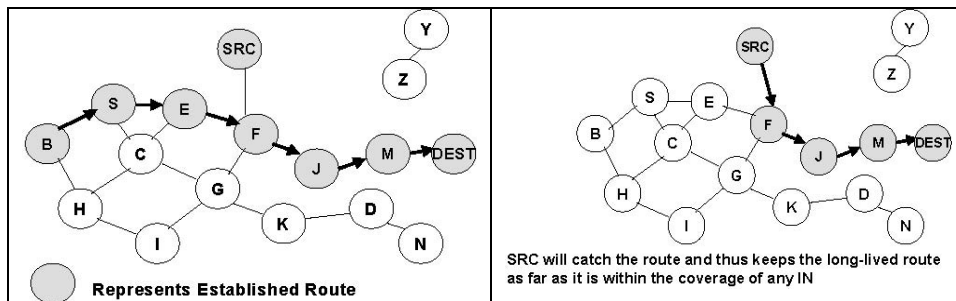 Y
SRC
Z
S
E
B
F
C
M
DEST
J
G
H
D
K
I
N
Represents Established Route
Y
SRC
Z
S
E
B
F
C
M
DEST
J
G
H
D
K
I
N
SRC will catch the route and thus keeps the long-lived route
as far as it is within the coverage of any IN